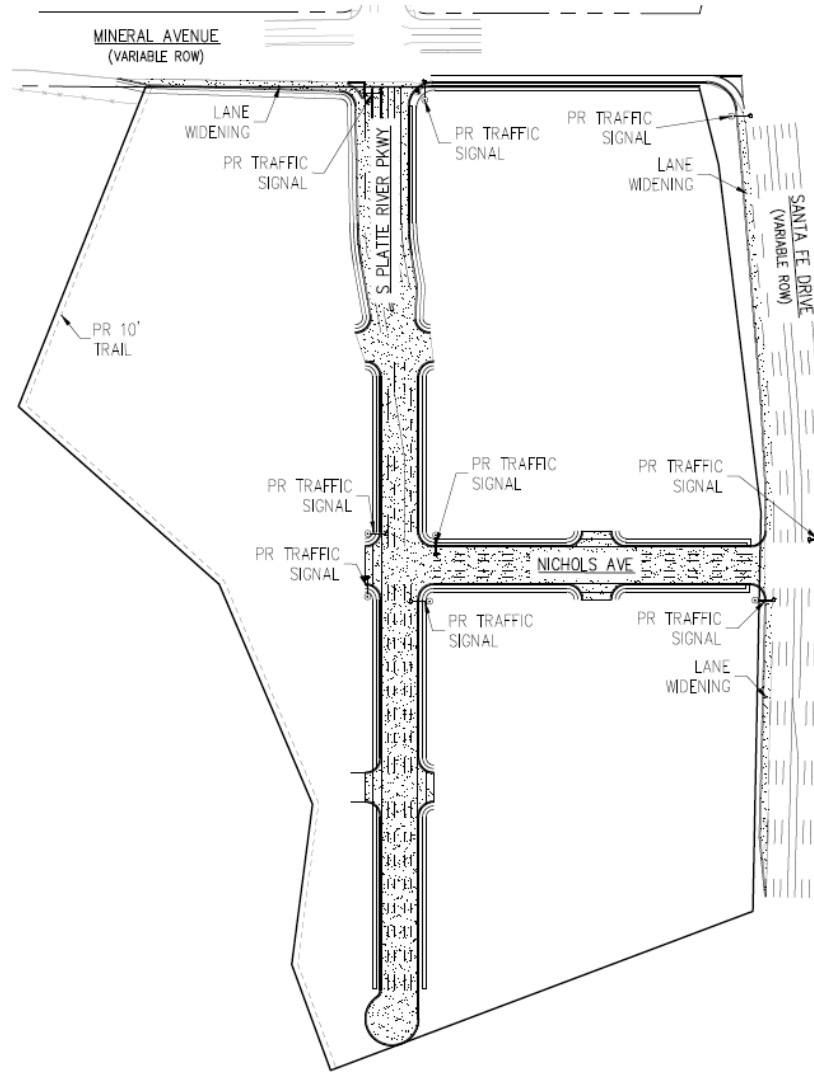 MINERAL AVENUE
(VARIABLE ROW)
LANE
WIDENING
PR TRAFFIC
SIGNAL
S PLATTE RIVER PKWY
PR TRAFFIC
SIGNAL
PR TRAFFIC
SIGNAL
LANE
WIDENING
SANTA FE DRIVE
(VARIABLE ROW)
PR 10'
TRAIL
PR TRAFFIC
SIGNAL
PR TRAFFIC
SIGNAL
PR TRAFFIC
SIGNAL
PR TRAFFIC
SIGNAL
NICHOLS AVE
PR TRAFFIC
SIGNAL
PR TRAFFIC
SIGNAL
LANE
WIDENING